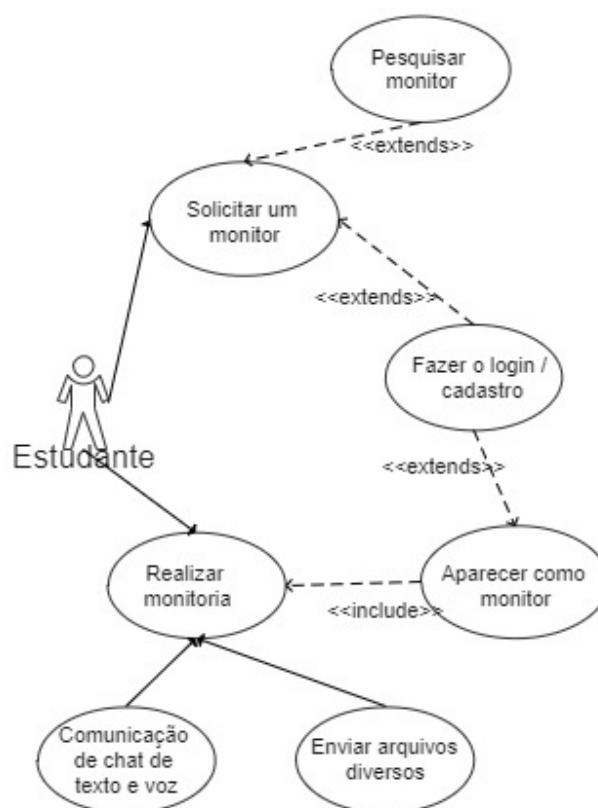 Pesquisar
monitor
<<extends>>
Solicitar um
monitor
<<extends>>
Fazer o login /
cadastro
Estudante
<<extends>>
Realizar
monitoria
Aparecer como
monitor
<<include>>
Comunicação
de chat de
texto e voz
Enviar arquivos
diversos